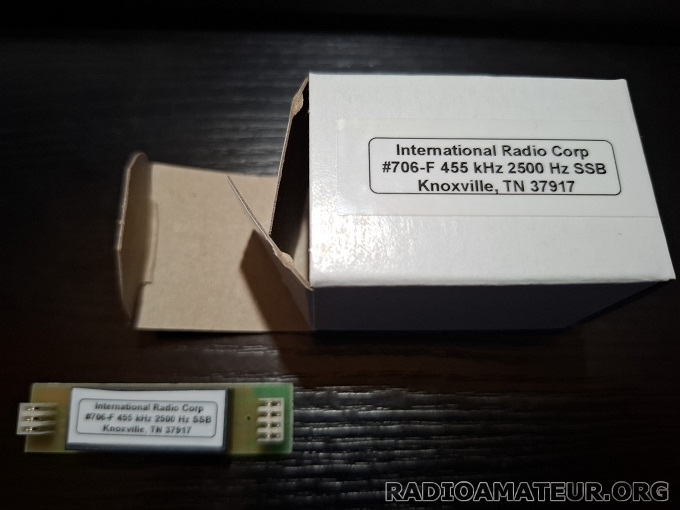 International Radio Corp
#706-F 455 kHz 2500 Hz SSB
Knoxville, TN 37917
International Radio Corp
#706-F 455 kHz 2500 Hz SSB
Knoxville, TN 37917
RADIOAMATEUR.ORG